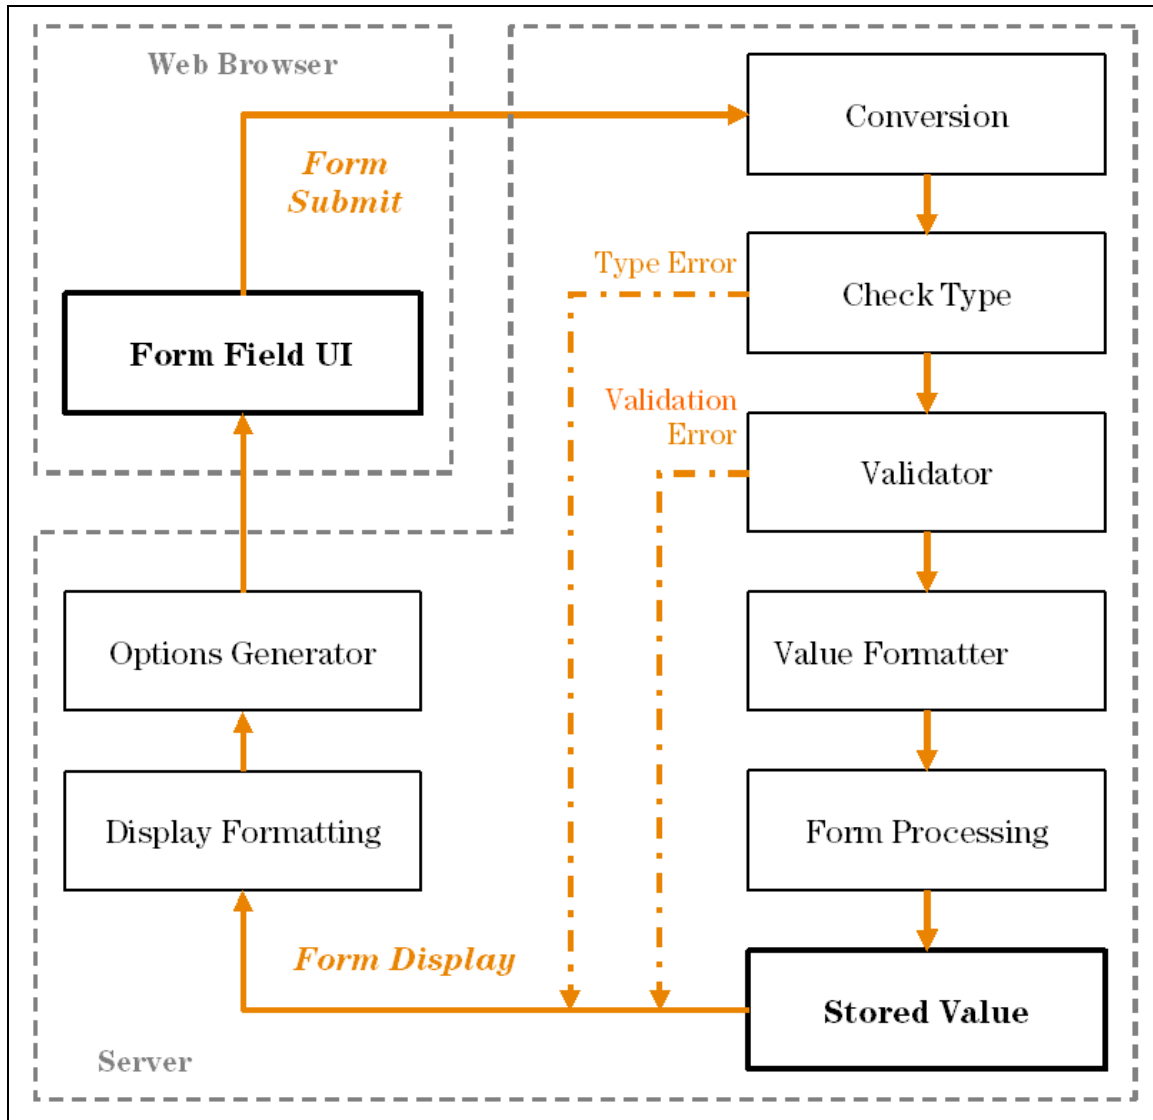 Web Browser
Form
Submit
Form Field UI
Conversion
Type Error
Check Type
Validation
Error
Validator
Options Generator
Value Formatter
Display Formatting
Form Processing
Form Display
Stored Value
Server